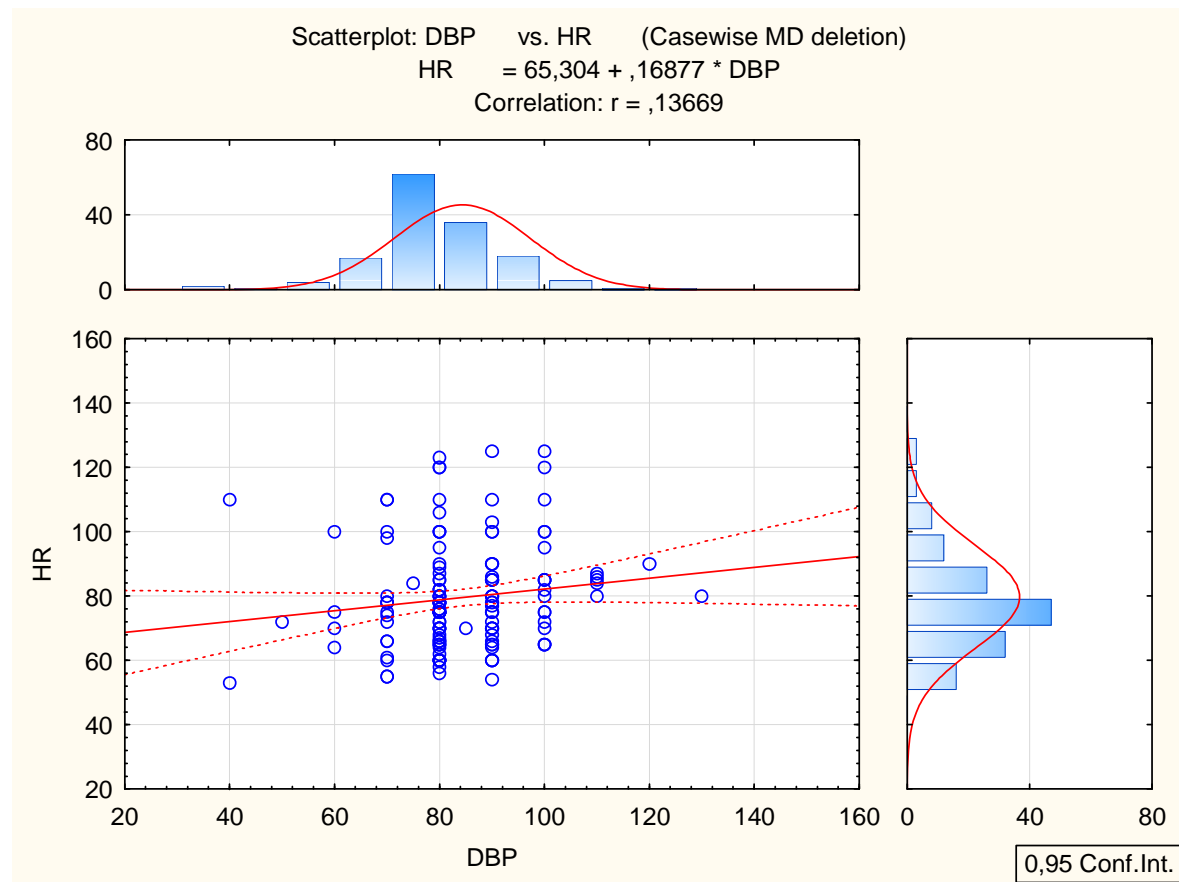 Scatterplot: DBP vs. HR (Casewise MD deletion)
HR = 65,304 + ,16877 * DBP
Correlation: r = ,13669
80
40
0
160
140
120
100
80
60
40
20
HR
20 40 60 80 100 120 140 160
DBP
0 40 80
0,95 Conf.Int.